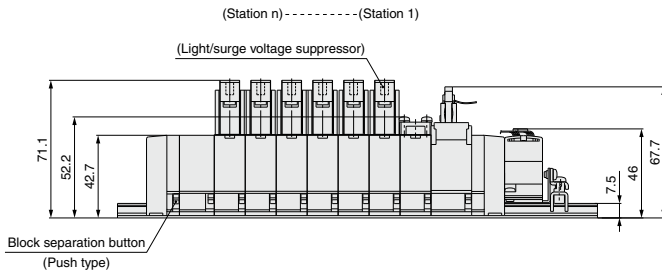 (Station n)----------(Station 1)
(Light/surge voltage suppressor)
71.1
52.2
42.7
7.5
46
67.7
Block separation button
(Push type)